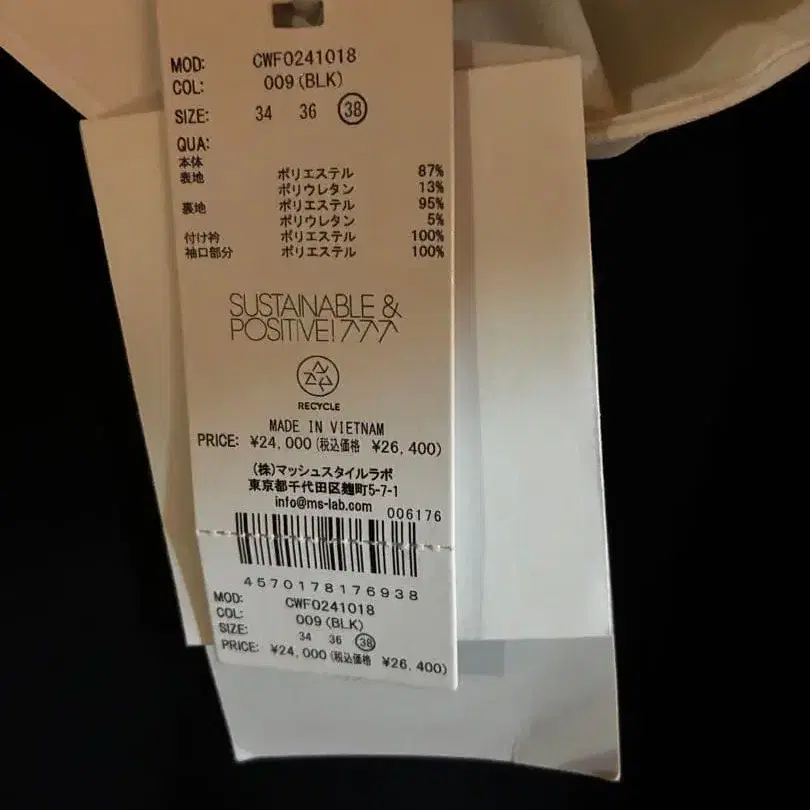 MOD: CWF0241018
COL: 009(BLK)
SIZE: 34 36 38
QUA:
本体
表地 ポリエステル 87%
ポリウレタン 13%
裏地 ポリエステル 95%
ポリウレタン 5%
付け衿 ポリエステル 100%
袖口部分 ポリエステル 100%
SUSTAINABLE &
POSITIVE!
RECYCLE
MADE IN VIETNAM
PRICE: ¥24,000(税込価格 ¥26,400)
(株)マッシュスタイルラボ
東京都千代田区麹町5-7-1
info@ms-lab.com 006176
4570178176938
MOD: CWF0241018
COL: 009(BLK)
SIZE: 34 36 38
PRICE: ¥24,000(税込価格 ¥26,400)